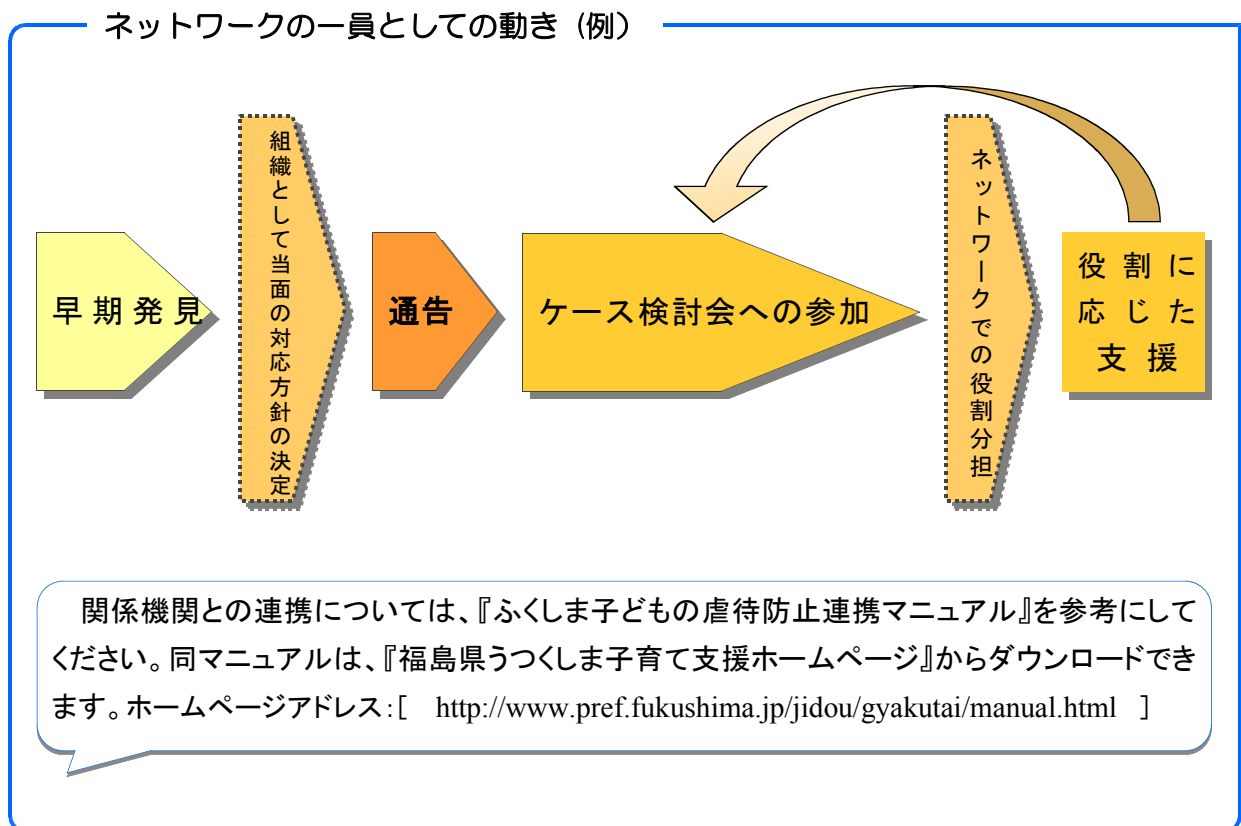 ネットワークの一員としての動き（例）
早期発見
組織として当面の対応方針の決定
通告
ケース検討会への参加
ネットワークでの役割分担
役割に
応じた
支援
関係機関との連携については、『ふくしま子どもの虐待防止連携マニュアル』を参考にして
ください。同マニュアルは、『福島県うつくしま子育て支援ホームページ』からダウンロードでき
ます。ホームページアドレス：[　http://www.pref.fukushima.jp/jidou/gyakutai/manual.html　]